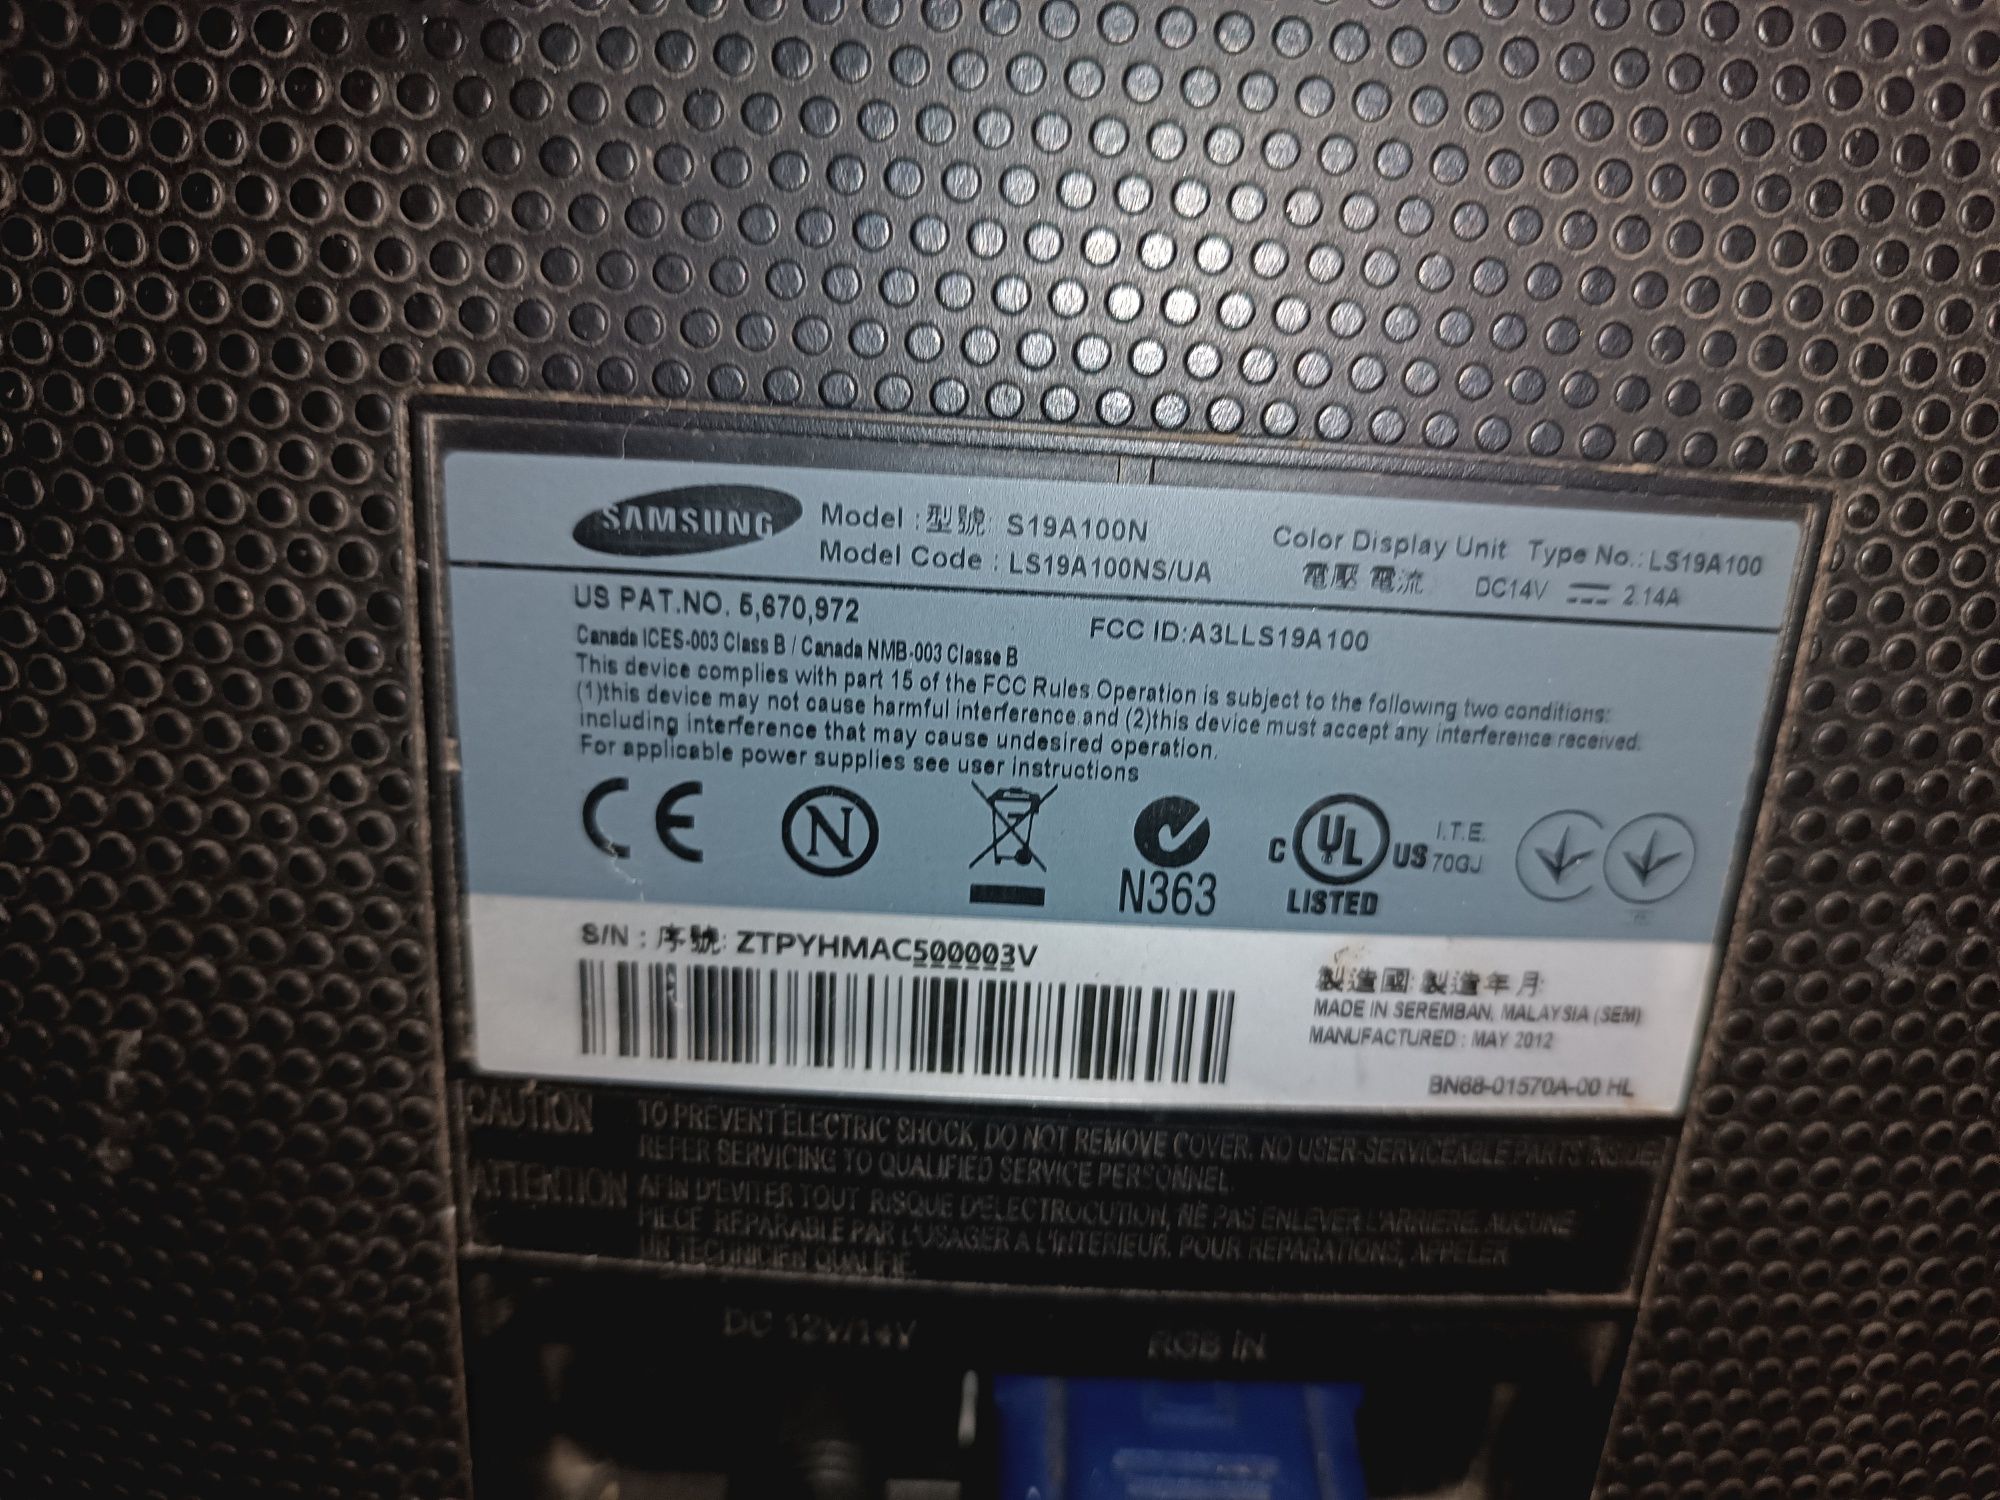 SAMSUNG
Model : 型號: S19A100N
Model Code : LS19A100NS/UA
Color Display Unit Type No.: LS19A100
電壓 電流 DC14V 2.14A
US PAT.NO. 5,670,972
FCC ID:A3LLS19A100
Canada ICES-003 Class B / Canada NMB-003 Classe B
This device complies with part 15 of the FCC Rules Operation is subject to the following two conditions:
(1)this device may not cause harmful interference,and (2)this device must accept any interference received.
including interference that may cause undesired operation.
For applicable power supplies see user instructions
CE
N
N363
C UL US
LISTED
I.T.E.
70GJ
S/N : 序號: ZTPYHMAC500003V
製造國 製造年月
MADE IN SEREMBAN, MALAYSIA (SEM)
MANUFACTURED : MAY 2012
BN68-01570A-00 HL
CAUTION TO PREVENT ELECTRIC SHOCK, DO NOT REMOVE COVER. NO USER-SERVICEABLE PARTS INSIDE.
REFER SERVICING TO QUALIFIED SERVICE PERSONNEL.
ATTENTION AFIN D'EVITER TOUT RISQUE D'ELECTROCUTION, NE PAS ENLEVER L'ARRIERE. AUCUNE
PIECE REPARABLE PAR L'USAGER A L'INTERIEUR. POUR REPARATIONS, APPELER
UN TECHNICIEN QUALIFIE.
DC 12V/14V
RGB IN